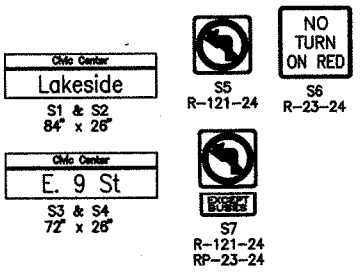 Civic Center
Lakeside
S1 & S2
84" x 26"
Civic Center
E. 9 St
S3 & S4
72" x 26"
S5
R-121-24
NO
TURN
ON RED
S6
R-23-24
EXCEPT
BUSES
S7
R-121-24
RP-23-24